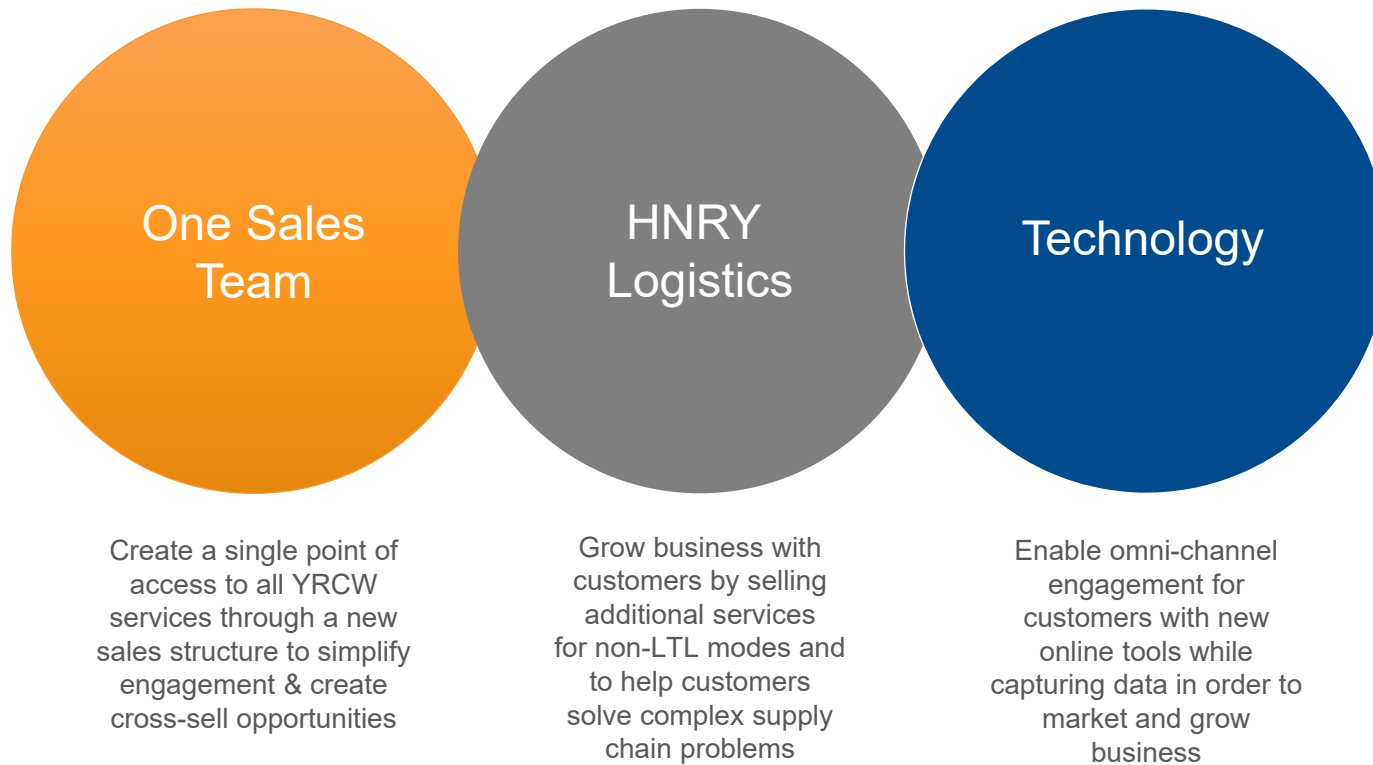 One Sales
Team
HNRY
Logistics
Technology
Create a single point of
access to all YRCW
services through a new
sales structure to simplify
engagement & create
cross-sell opportunities
Grow business with
customers by selling
additional services
for non-LTL modes and
to help customers
solve complex supply
chain problems
Enable omni-channel
engagement for
customers with new
online tools while
capturing data in order to
market and grow
business